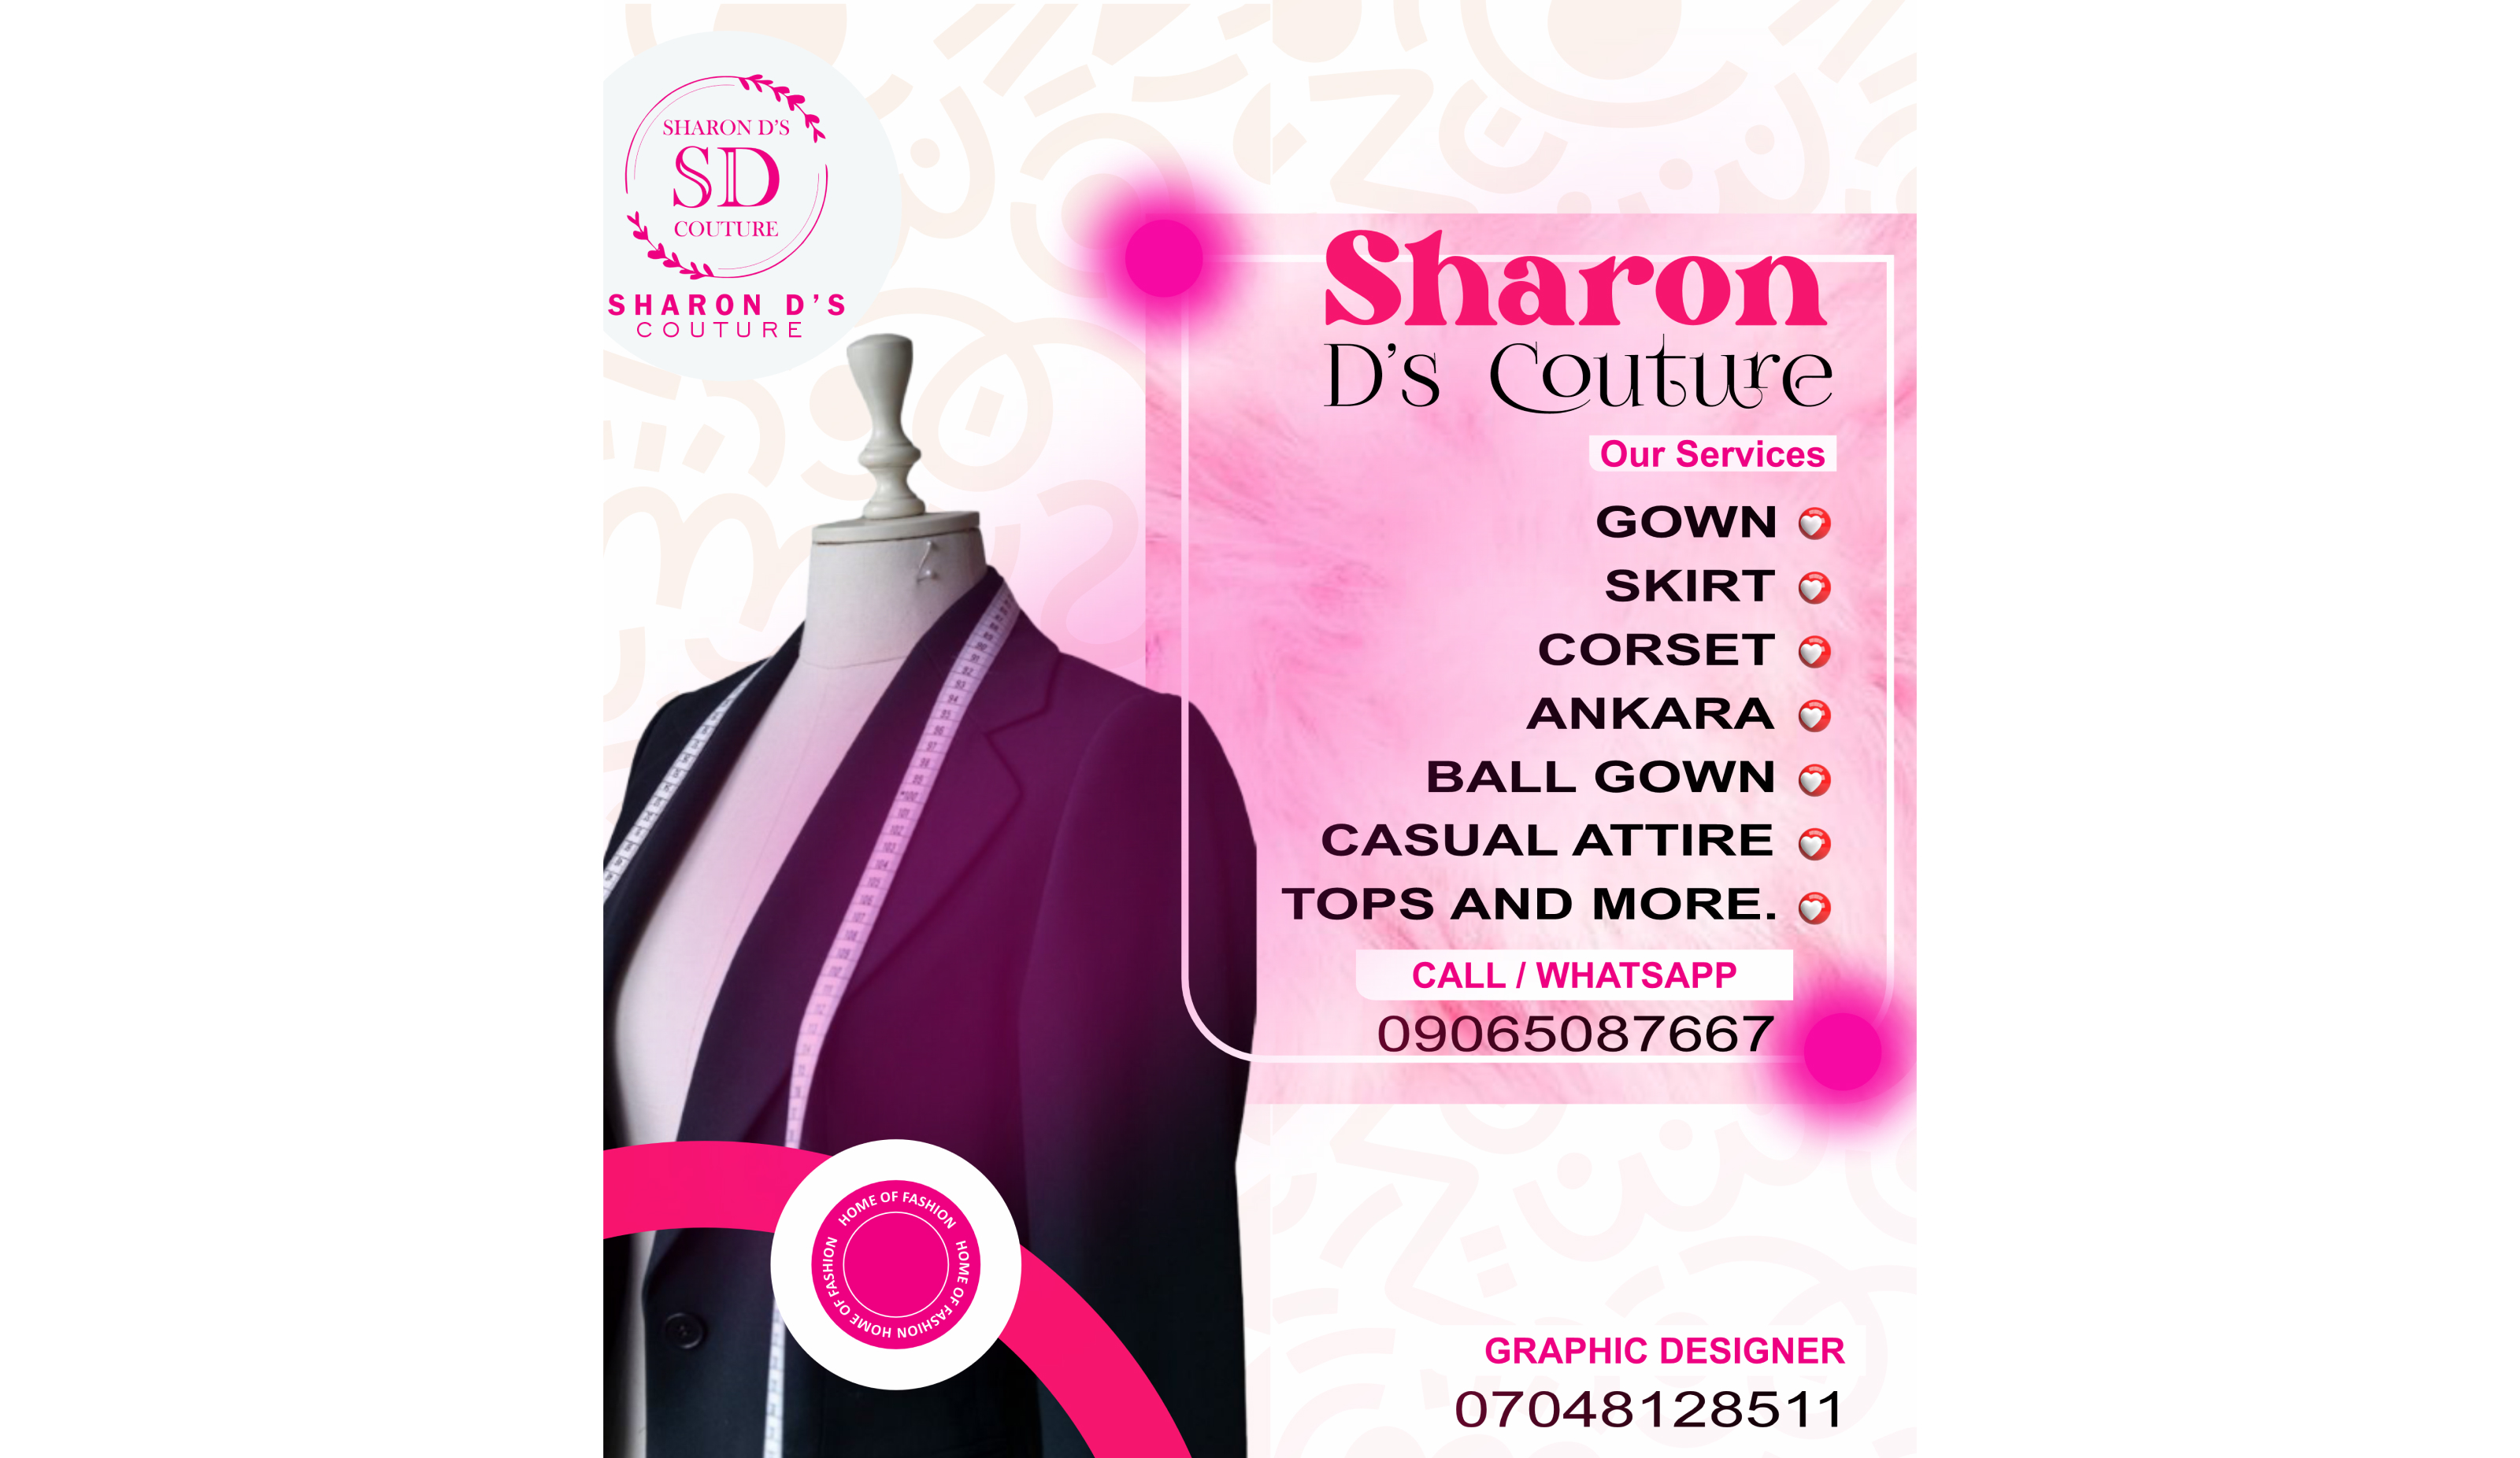 SHARON D'S
SD
COUTURE
SHARON D'S
COUTURE
Sharon
D's Couture
Our Services
GOWN
SKIRT
CORSET
ANKARA
BALL GOWN
CASUAL ATTIRE
TOPS AND MORE.
CALL / WHATSAPP
09065087667
HOME OF FASHION
HOME OF FASHION
HOME OF FASHION
GRAPHIC DESIGNER
07048128511